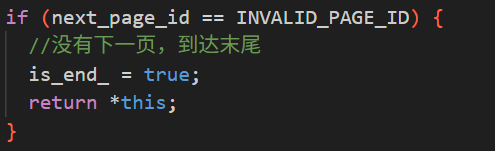 if (next_page_id == INVALID_PAGE_ID) {
  //没有下一页，到达末尾
  is_end_ = true;
  return *this;
}